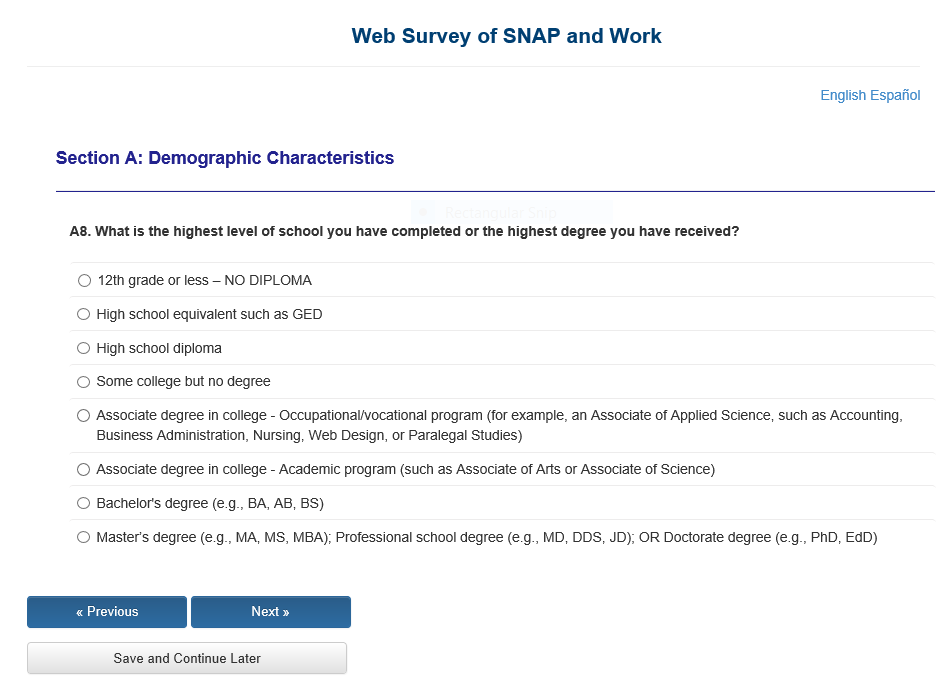 Web Survey of SNAP and Work
English Español
Section A: Demographic Characteristics
Rectangular Snip
A8. What is the highest level of school you have completed or the highest degree you have received?
12th grade or less – NO DIPLOMA
High school equivalent such as GED
High school diploma
Some college but no degree
Associate degree in college - Occupational/vocational program (for example, an Associate of Applied Science, such as Accounting,
Business Administration, Nursing, Web Design, or Paralegal Studies)
Associate degree in college - Academic program (such as Associate of Arts or Associate of Science)
Bachelor's degree (e.g., BA, AB, BS)
Master's degree (e.g., MA, MS, MBA); Professional school degree (e.g., MD, DDS, JD); OR Doctorate degree (e.g., PhD, EdD)
« Previous
Next »
Save and Continue Later